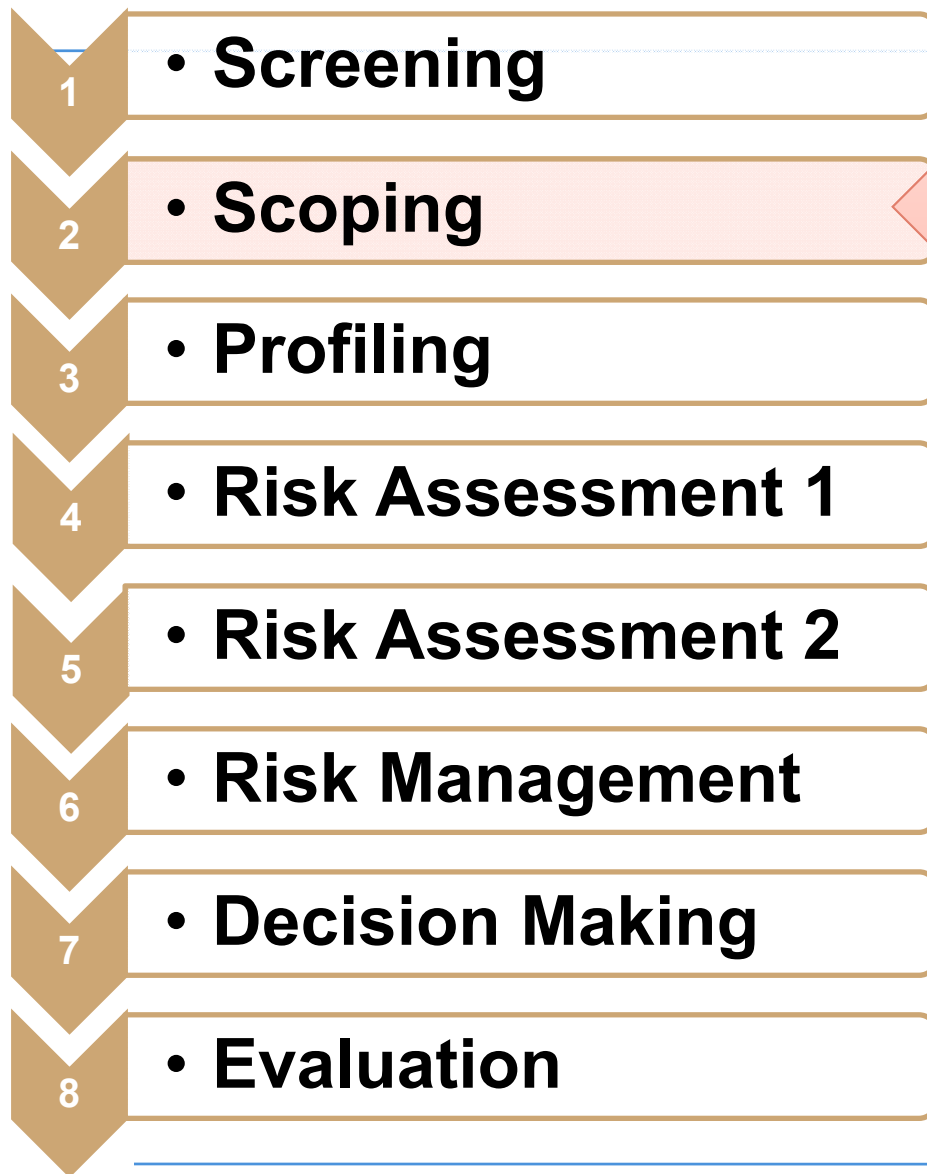 1 • Screening
2 • Scoping
3 • Profiling
4 • Risk Assessment 1
5 • Risk Assessment 2
6 • Risk Management
7 • Decision Making
8 • Evaluation